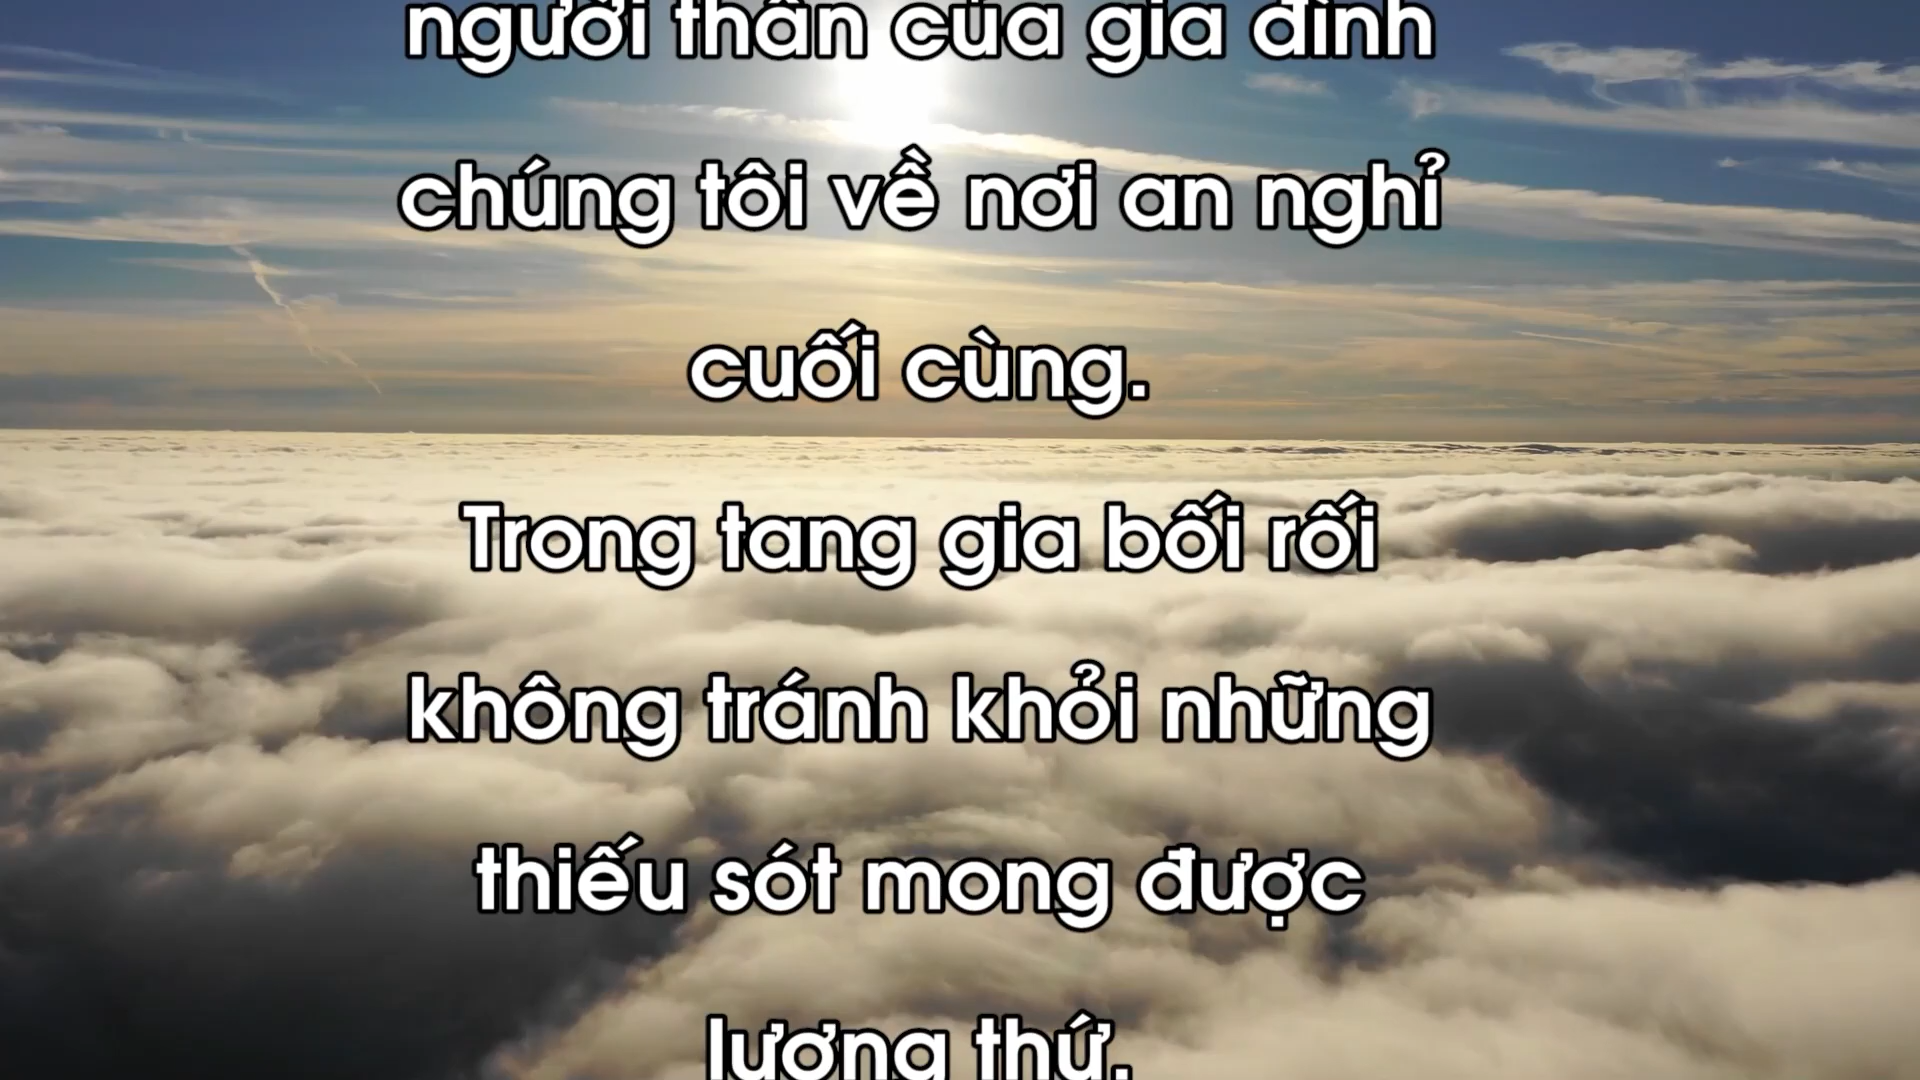 người thân của gia đình
chúng tôi về nơi an nghỉ
cuối cùng.
Trong tang gia bối rối
không tránh khỏi những
thiếu sót mong được
lượng thứ.